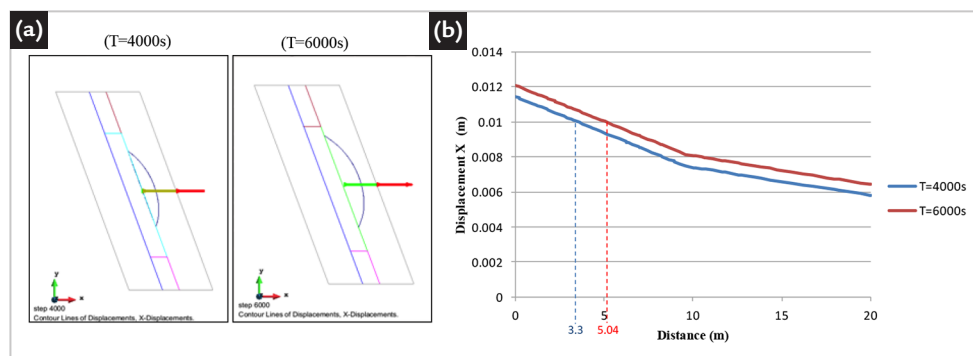 (a)
(T=4000s)
(T=6000s)
y
x
step 4000
Contour Lines of Displacements, X-Displacements.
y
x
step 6000
Contour Lines of Displacements, X-Displacements.
(b)
Displacement X (m)
0.014
0.012
0.01
0.008
0.006
0.004
0.002
0
0
5
10
15
20
3.3
5.04
Distance (m)
T=4000s
T=6000s